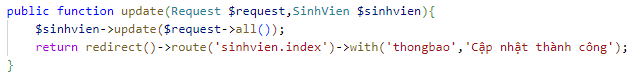 public function update(Request $request,SinhVien $sinhvien){
$sinhvien->update($request->all());
return redirect()->route('sinhvien.index')->with('thongbao','Cập nhật thành công');
}